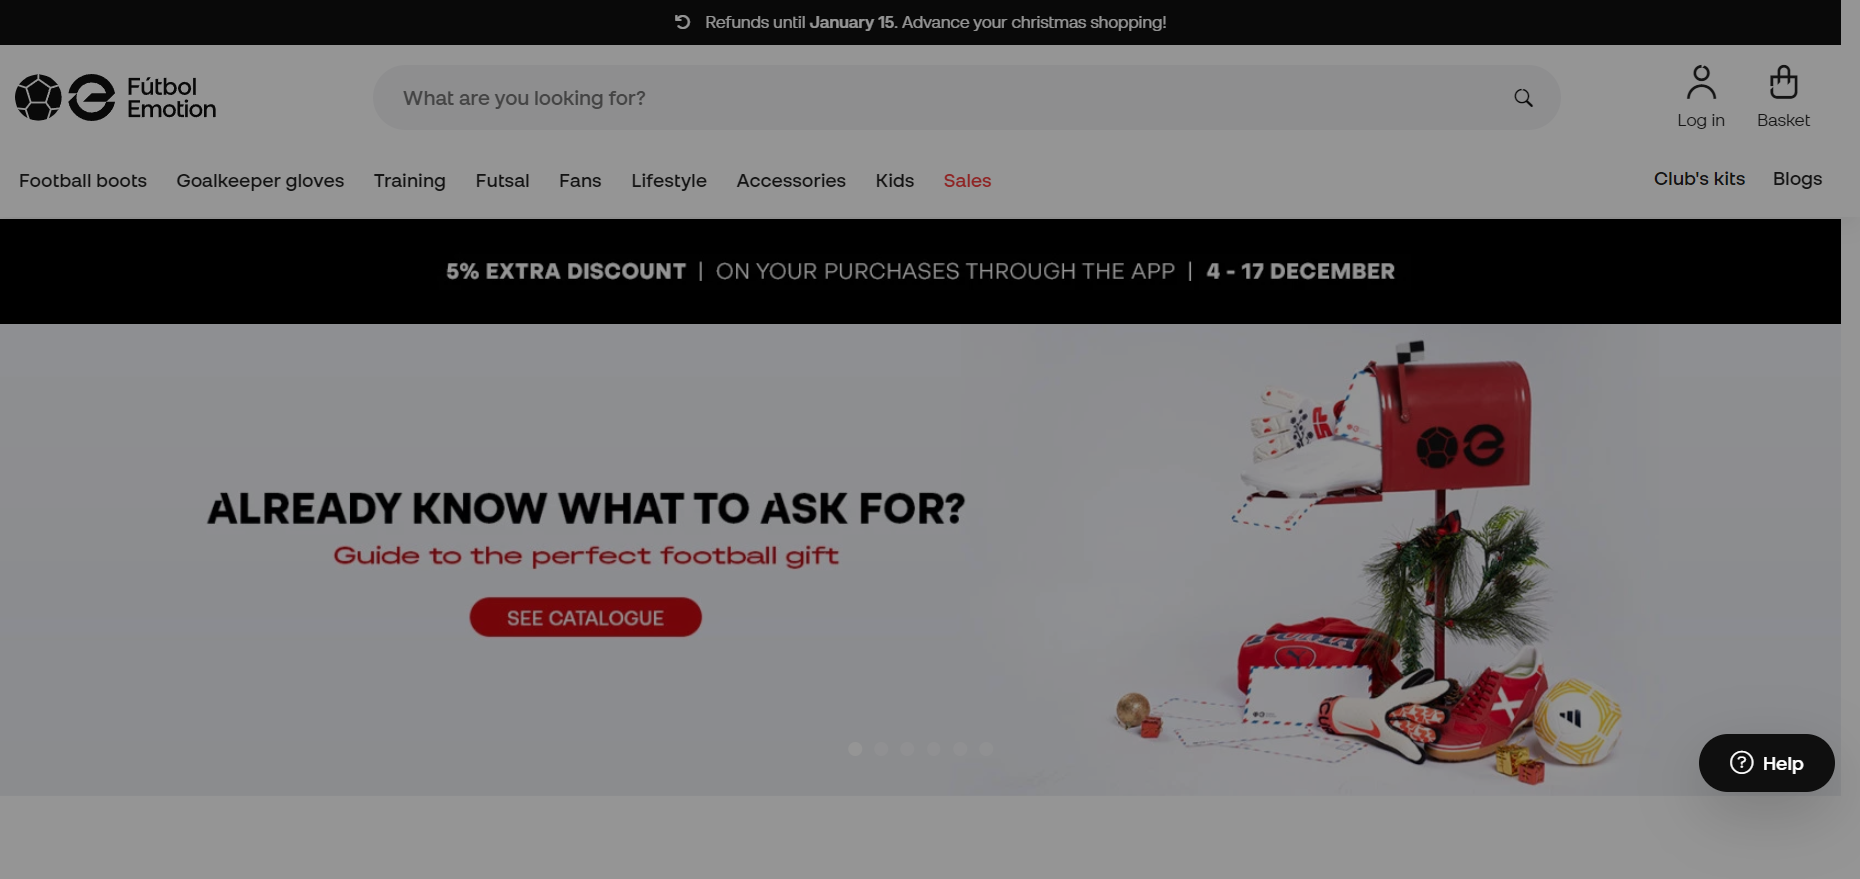 Refunds until January 15. Advance your christmas shopping!
Fútbol
Emotion
What are you looking for?
Log in
Basket
Football boots
Goalkeeper gloves
Training
Futsal
Fans
Lifestyle
Accessories
Kids
Sales
Club's kits
Blogs
5% EXTRA DISCOUNT | ON YOUR PURCHASES THROUGH THE APP | 4 - 17 DECEMBER
ALREADY KNOW WHAT TO ASK FOR?
Guide to the perfect football gift
SEE CATALOGUE
Help